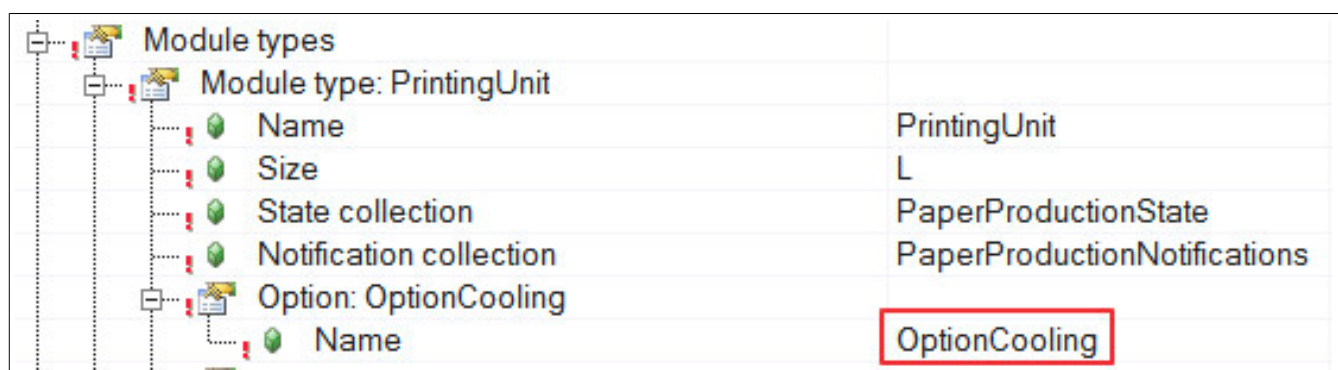 Module types
Module type: PrintingUnit
Name PrintingUnit
Size L
State collection PaperProductionState
Notification collection PaperProductionNotifications
Option: OptionCooling
Name OptionCooling